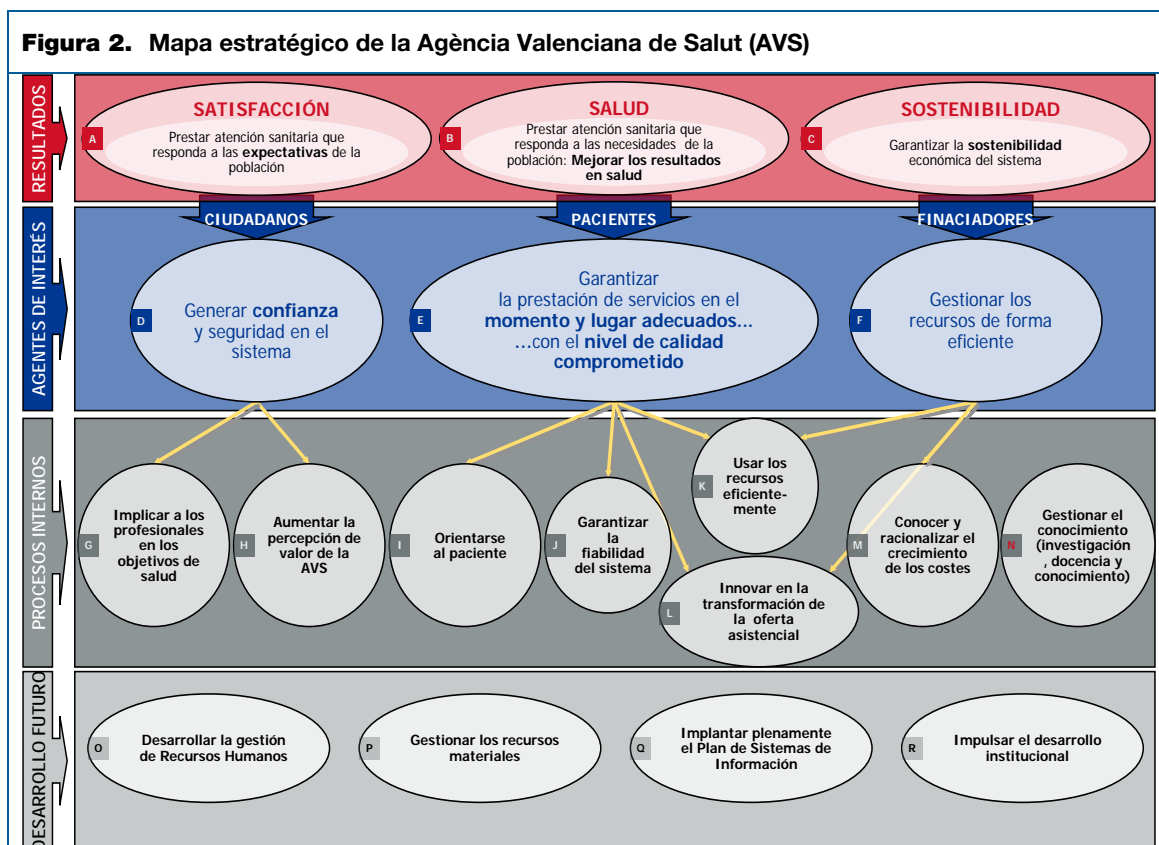 Figura 2. Mapa estratégico de la Agència Valenciana de Salut (AVS)
RESULTADOS
A
SATISFACCIÓN
Prestar atención sanitaria que
responda a las expectativas de la
población
B
SALUD
Prestar atención sanitaria que
responda a las necesidades de la
población: Mejorar los resultados
en salud
C
SOSTENIBILIDAD
Garantizar la sostenibilidad
económica del sistema
AGENTES DE INTERÉS
CIUDADANOS
PACIENTES
FINACIADORES
D
Generar confianza
y seguridad en el
sistema
E
Garantizar
la prestación de servicios en el
momento y lugar adecuados...
...con el nivel de calidad
comprometido
F
Gestionar los
recursos de forma
eficiente
PROCESOS INTERNOS
G
Implicar a los
profesionales
en los
objetivos de
salud
H
Aumentar la
percepción de
valor de la
AVS
I
Orientarse
al paciente
J
Garantizar
la
fiabilidad
del sistema
K
Usar los
recursos
eficiente-
mente
L
Innovar en la
transformación de
la oferta
asistencial
M
Conocer y
racionalizar el
crecimiento
de los costes
N
Gestionar el
conocimiento
(investigación
, docencia y
conocimiento)
DESARROLLO FUTURO
O
Desarrollar la gestión
de Recursos Humanos
P
Gestionar los recursos
materiales
Q
Implantar plenamente
el Plan de Sistemas de
Información
R
Impulsar el desarrollo
institucional